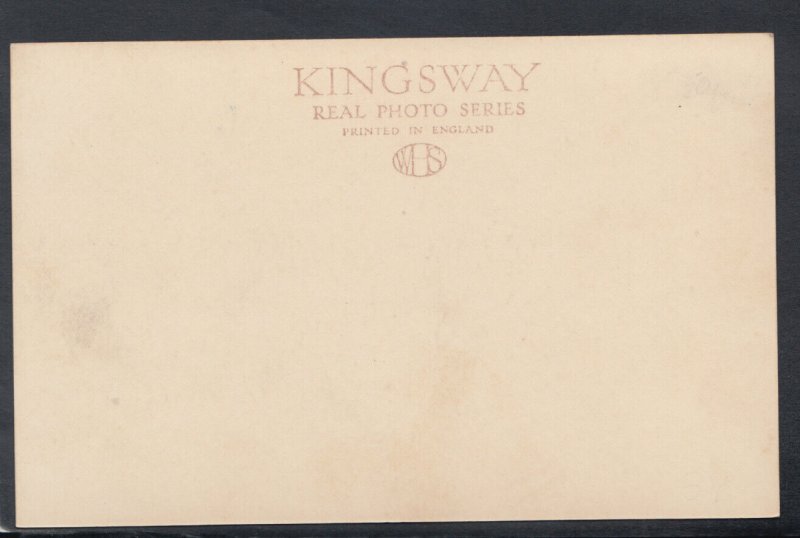 KINGSWAY
REAL PHOTO SERIES
PRINTED IN ENGLAND
WHS